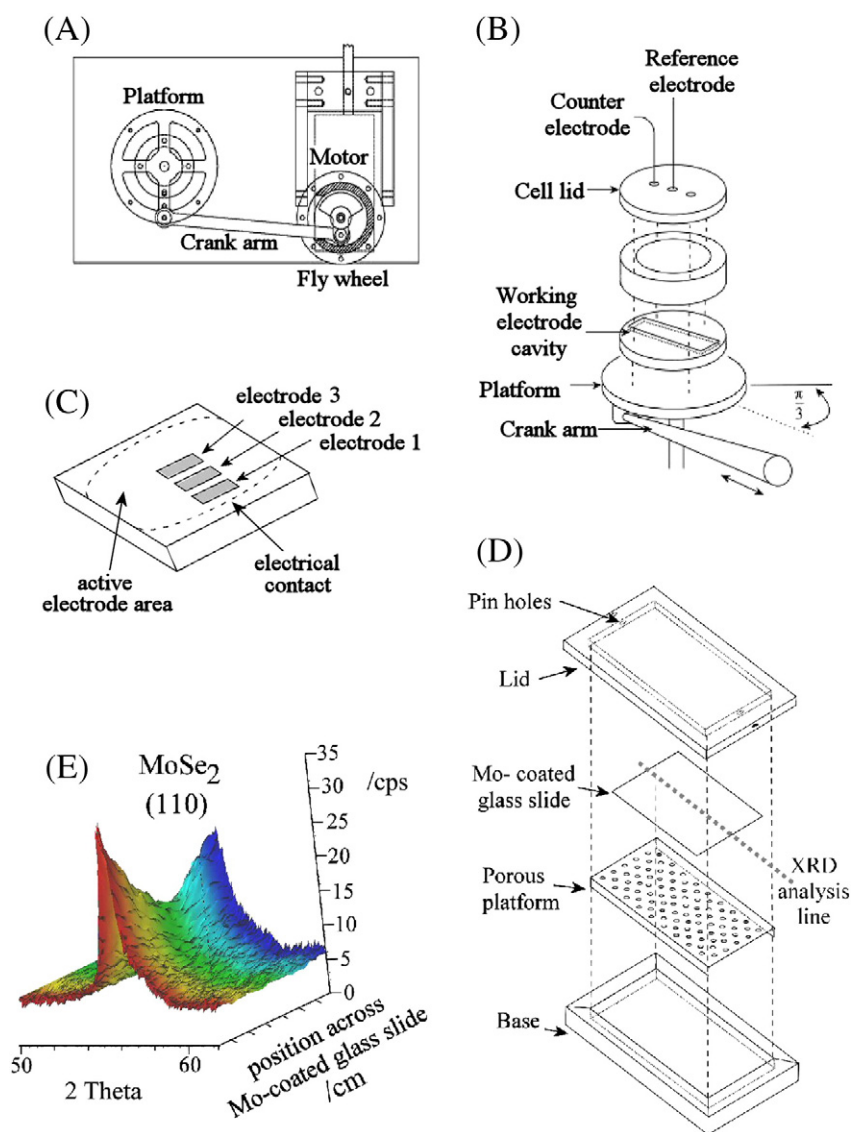 (A)
Platform
Motor
Crank arm
Fly wheel
(B)
Reference
electrode
Counter
electrode
Cell lid
Working
electrode
cavity
Platform
π
3
Crank arm
(C)
electrode 3
electrode 2
electrode 1
active
electrode area
electrical
contact
(D)
Pin holes
Lid
Mo- coated
glass slide
XRD
analysis
line
Porous
platform
Base
(E)
MoSe2
(110)
/cps
35
30
25
20
15
10
5
0
50
60
2 Theta
position across
Mo-coated glass slide
/cm